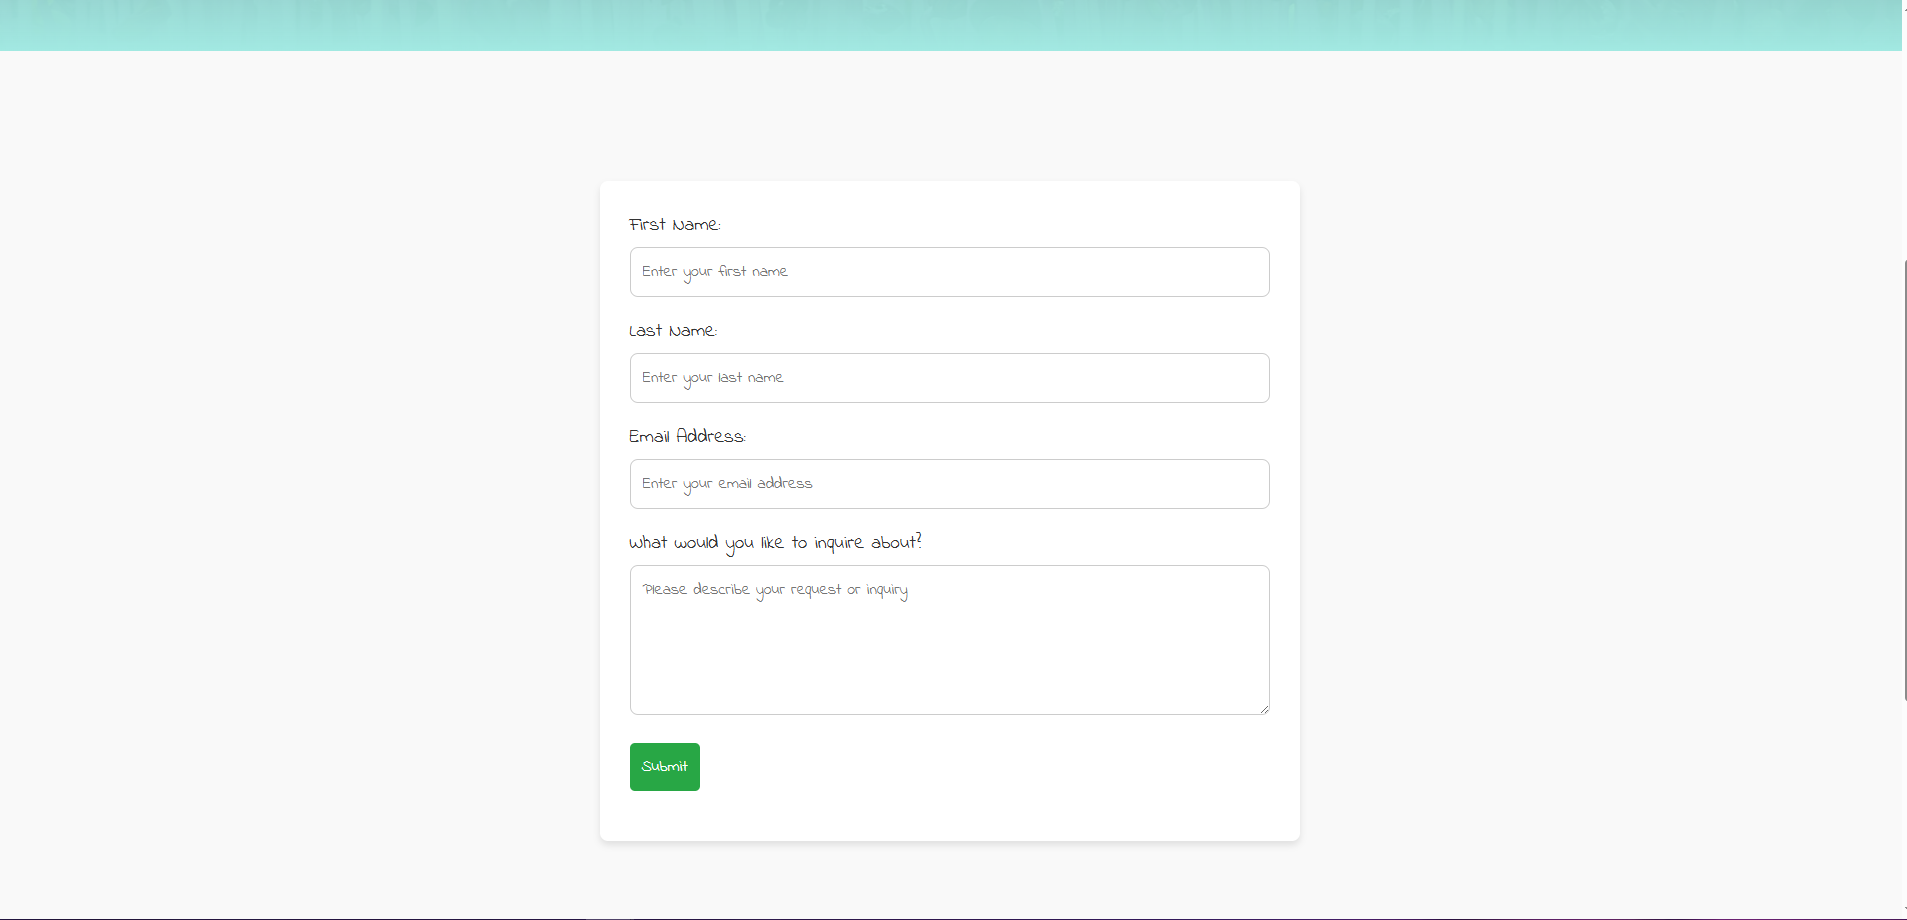 First Name:
Enter your first name
Last Name:
Enter your last name
Email Address:
Enter your email address
What would you like to inquire about?
Please describe your request or inquiry
Submit